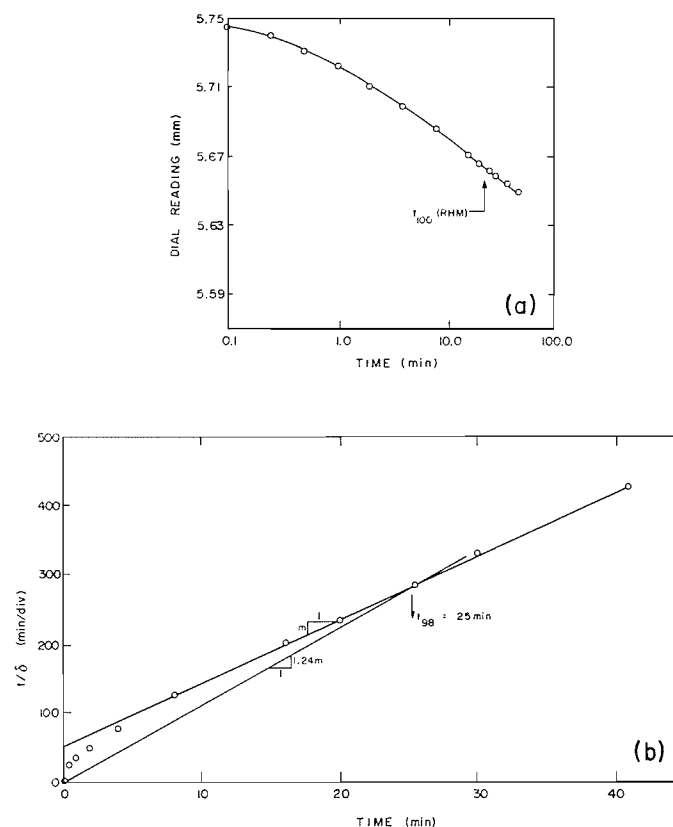 5.75
5.71
5.67
5.63
5.59
DIAL READING (mm)
t100 (RHM)
(a)
0.1 1.0 10.0 100.0
TIME (min)
500
400
300
200
100
0
t/δ (min/div)
1
m
t98 = 25 min
1.24m
1
(b)
0 10 20 30 40
TIME (min)